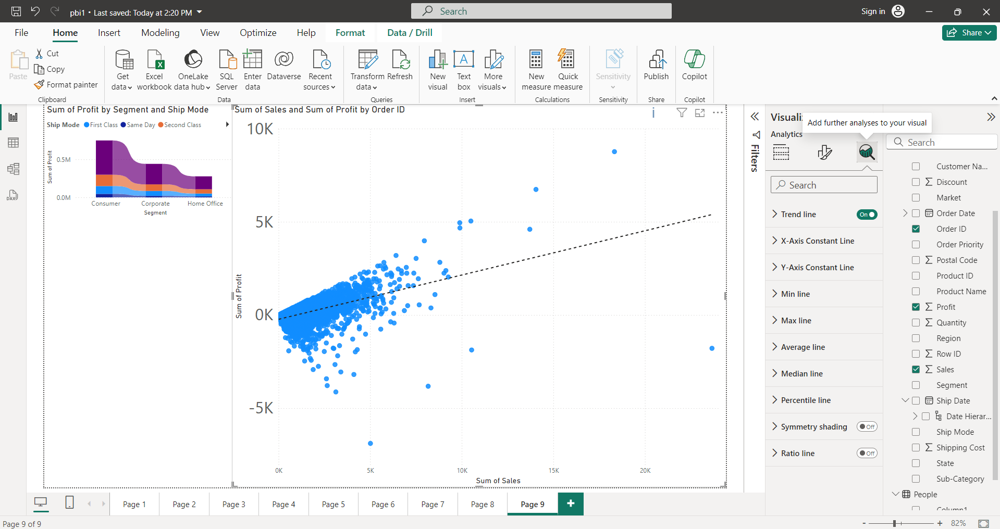 pbi1 • Last saved: Today at 2:20 PM
Search
Sign in
File Home Insert Modeling View Optimize Help Format Data / Drill
Share
Paste
Cut
Copy
Format painter
Clipboard
Get data
Excel workbook
OneLake data hub
SQL Server
Enter data
Dataverse
Recent sources
Data
Transform data
Refresh
Queries
New visual
Text box
More visuals
Insert
New measure
Quick measure
Calculations
Sensitivity
Sensitivity
Publish
Share
Copilot
Copilot
DAX
Sum of Profit by Segment and Ship Mode
Ship Mode First Class Same Day Second Class
Sum of Profit
0.5M
0.0M
Consumer Corporate Home Office
Segment
Sum of Sales and Sum of Profit by Order ID
10K
5K
0K
-5K
Sum of Profit
0K 5K 10K 15K 20K
Sum of Sales
Filters
Visuali
Add further analyses to your visual
Analytics
Search
Trend line On
X-Axis Constant Line
Y-Axis Constant Line
Min line
Max line
Average line
Median line
Percentile line
Symmetry shading Off
Ratio line Off
Search
Customer Na...
Discount
Market
Order Date
Order ID
Order Priority
Postal Code
Product ID
Product Name
Profit
Quantity
Region
Row ID
Sales
Segment
Ship Date
Date Hierar...
Ship Mode
Shipping Cost
State
Sub-Category
People
Column1
Page 1 Page 2 Page 3 Page 4 Page 5 Page 6 Page 7 Page 8 Page 9
Page 9 of 9
- + 82%